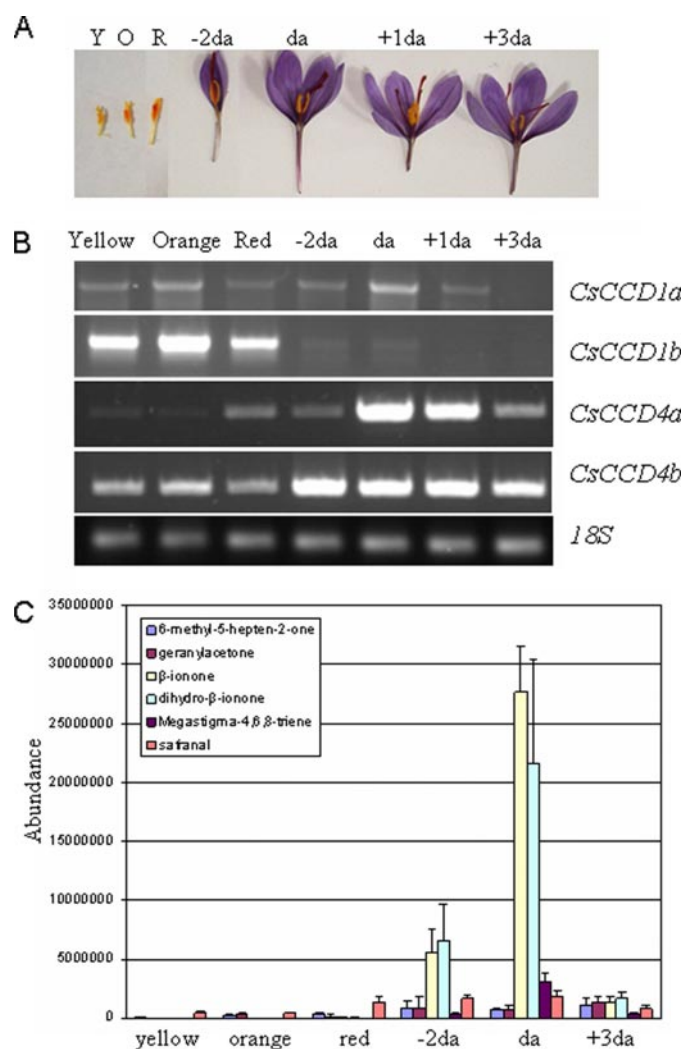 A
Y O R -2da da +1da +3da
B
Yellow Orange Red -2da da +1da +3da
CsCCD1a
CsCCD1b
CsCCD4a
CsCCD4b
18S
C
35000000
30000000
25000000
20000000
15000000
10000000
5000000
0
Abundance
6-methyl-5-hepten-2-one
geranylacetone
β-ionone
dihydro-β-ionone
Megastigma-4,6,8-triene
safranal
yellow orange red -2da da +3da